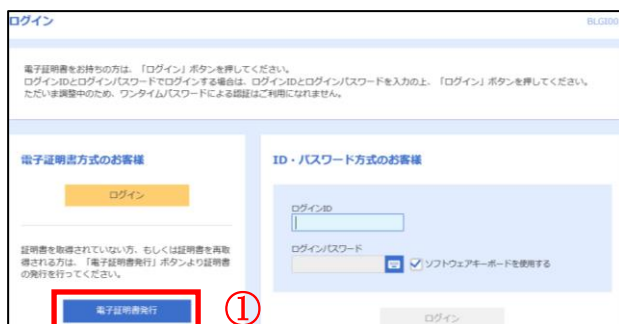 ログイン
BLGI00
電子証明書をお持ちの方は、「ログイン」ボタンを押してください。
ログインIDとログインパスワードでログインする場合は、ログインIDとログインパスワードを入力の上、「ログイン」ボタンを押してください。
ただいま調整中のため、ワンタイムパスワードによる認証はご利用になれません。
電子証明書方式のお客様
ログイン
証明書を取得されていない方、もしくは証明書を再取
得される方は、「電子証明書発行」ボタンより証明書
の発行を行ってください。
電子証明書発行
①
ID・パスワード方式のお客様
ログインID
ログインパスワード
ソフトウェアキーボードを使用する
ログイン